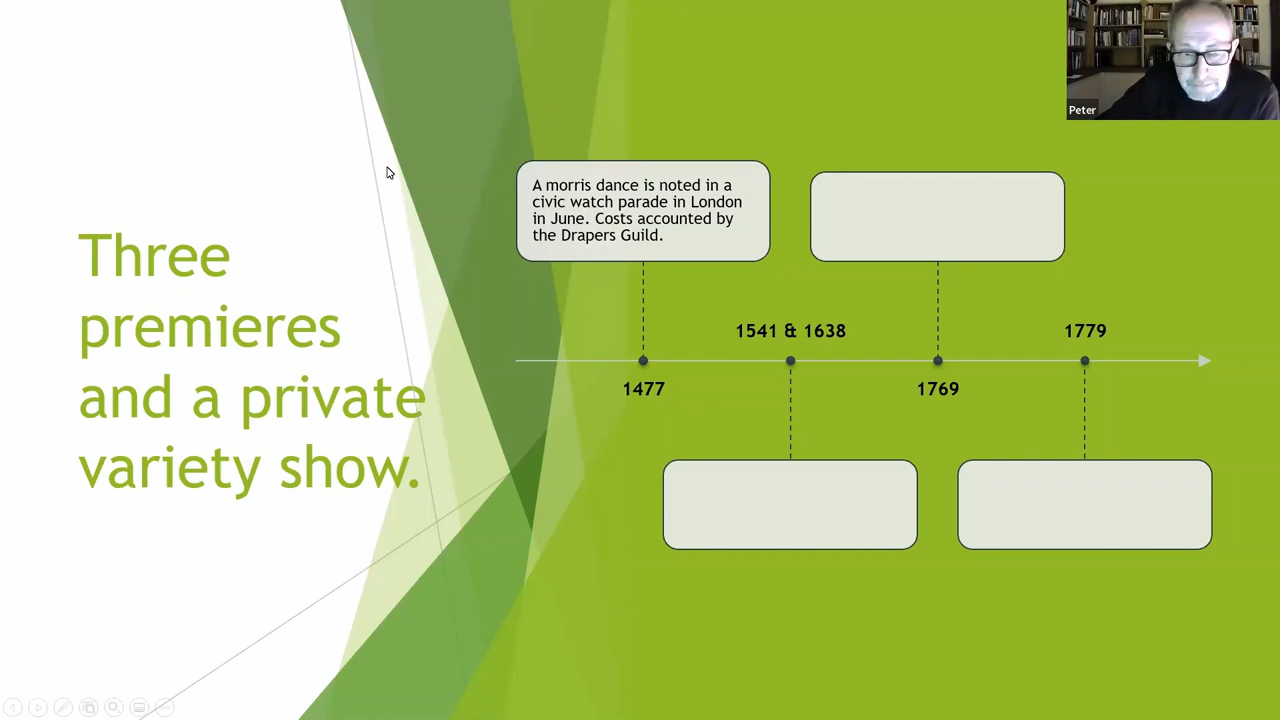 Three
premieres
and a private
variety show.
A morris dance is noted in a
civic watch parade in London
in June. Costs accounted by
the Drapers Guild.
1477
1541 & 1638
1769
1779
Peter